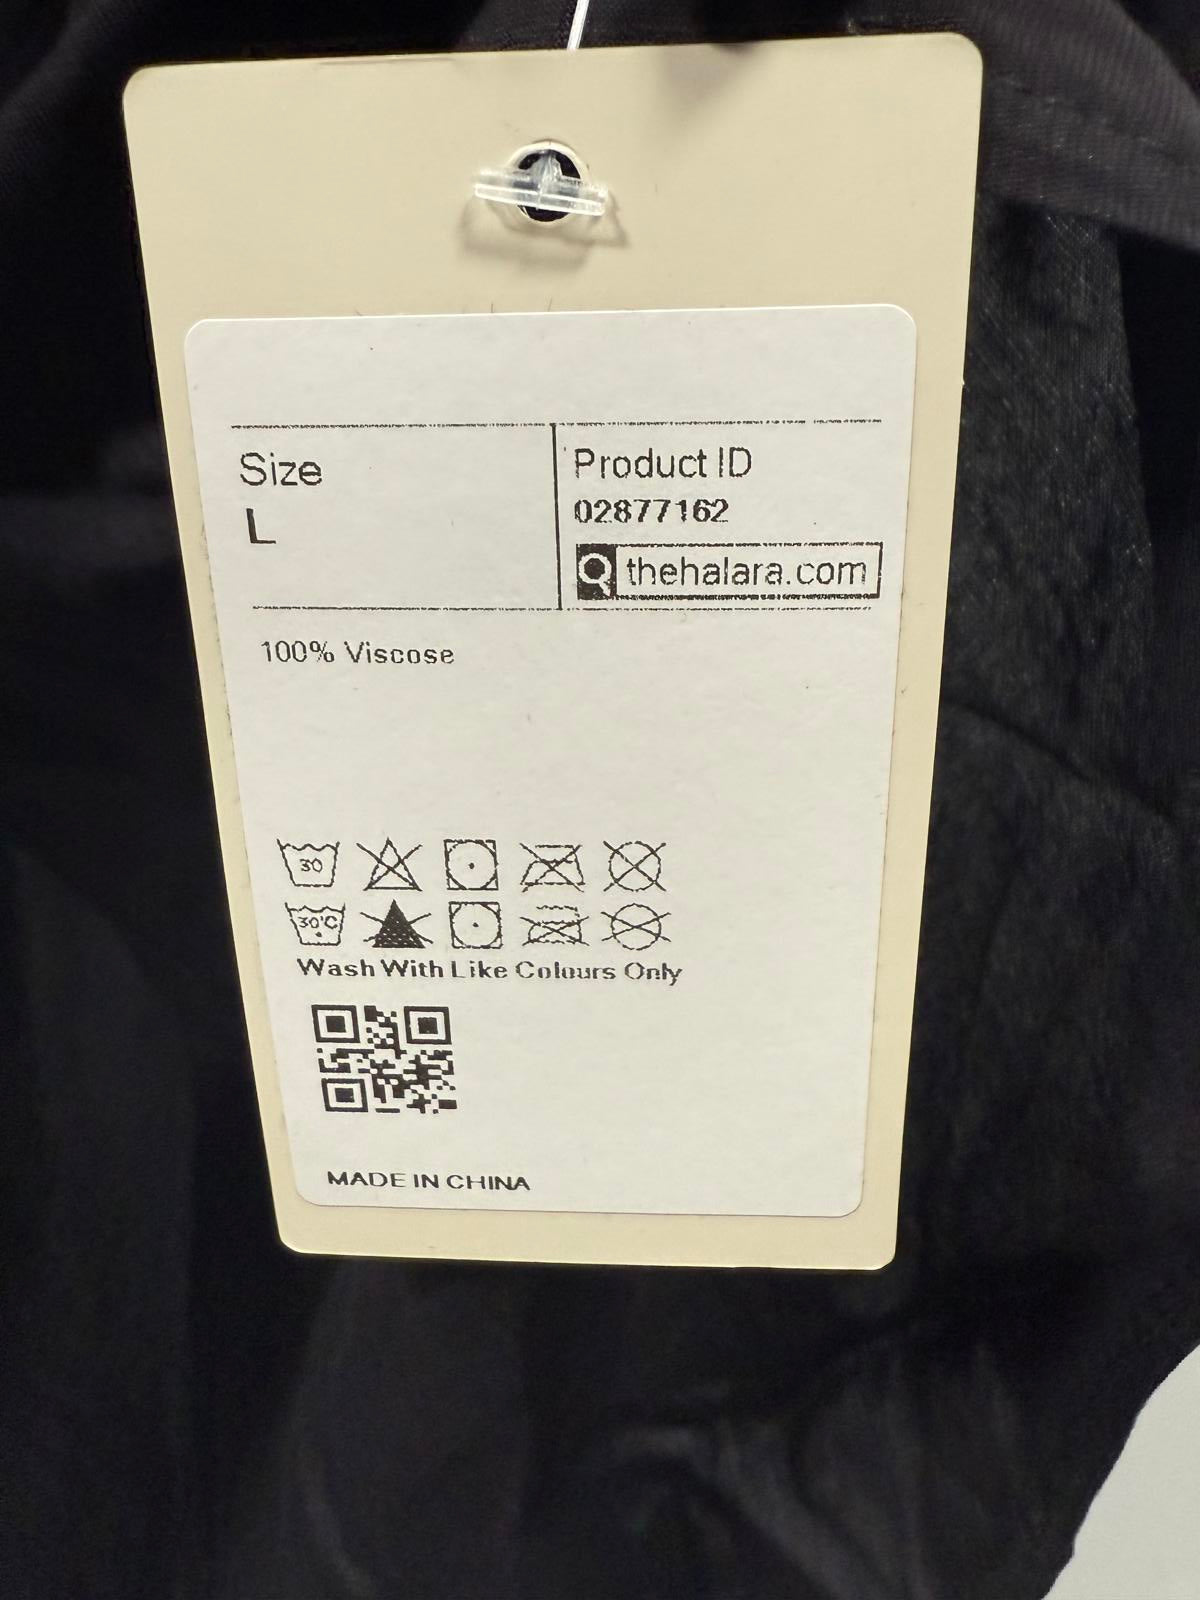 Size
L
Product ID
02877162
thehalara.com
100% Viscose
30
30°C
Wash With Like Colours Only
MADE IN CHINA